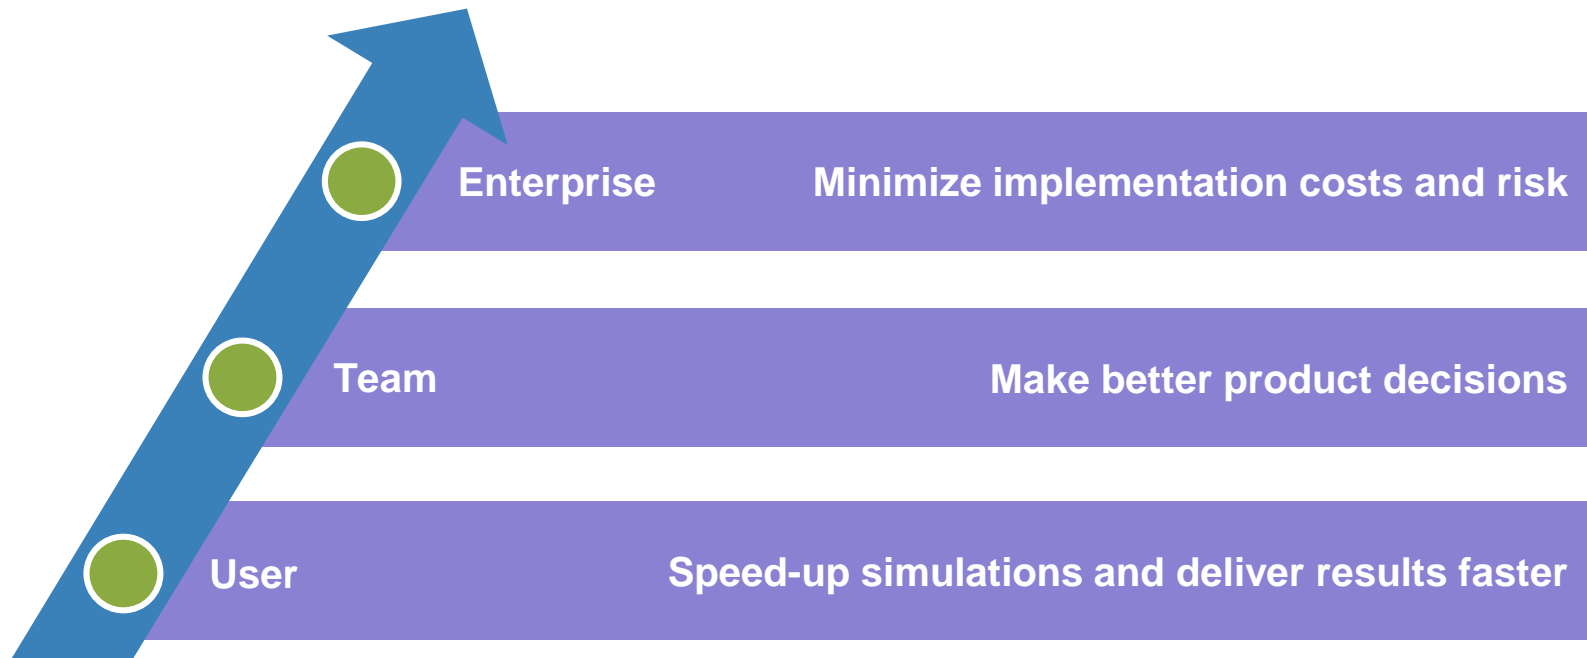 Enterprise Minimize implementation costs and risk
Team Make better product decisions
User Speed-up simulations and deliver results faster